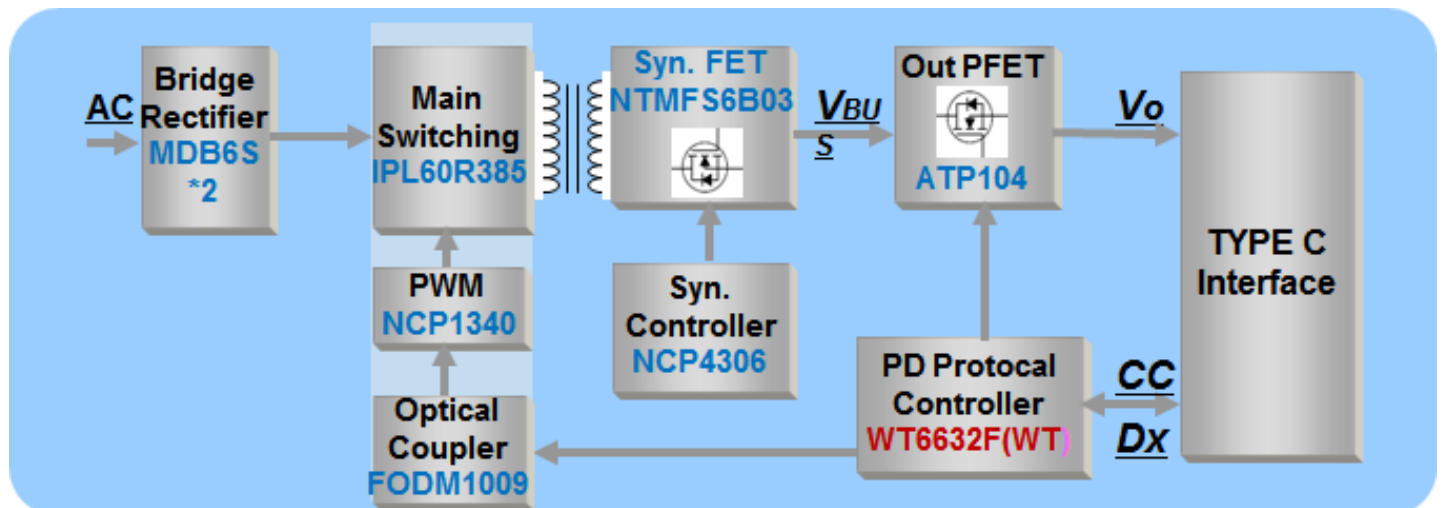 AC
Bridge
Rectifier
MDB6S
*2
Main
Switching
IPL60R385
Syn. FET
NTMFS6B03
VBU
S
Out PFET
ATP104
Vo
TYPE C
Interface
PWM
NCP1340
Syn.
Controller
NCP4306
PD Protocal
Controller
WT6632F(WT)
CC
Dx
Optical
Coupler
FODM1009